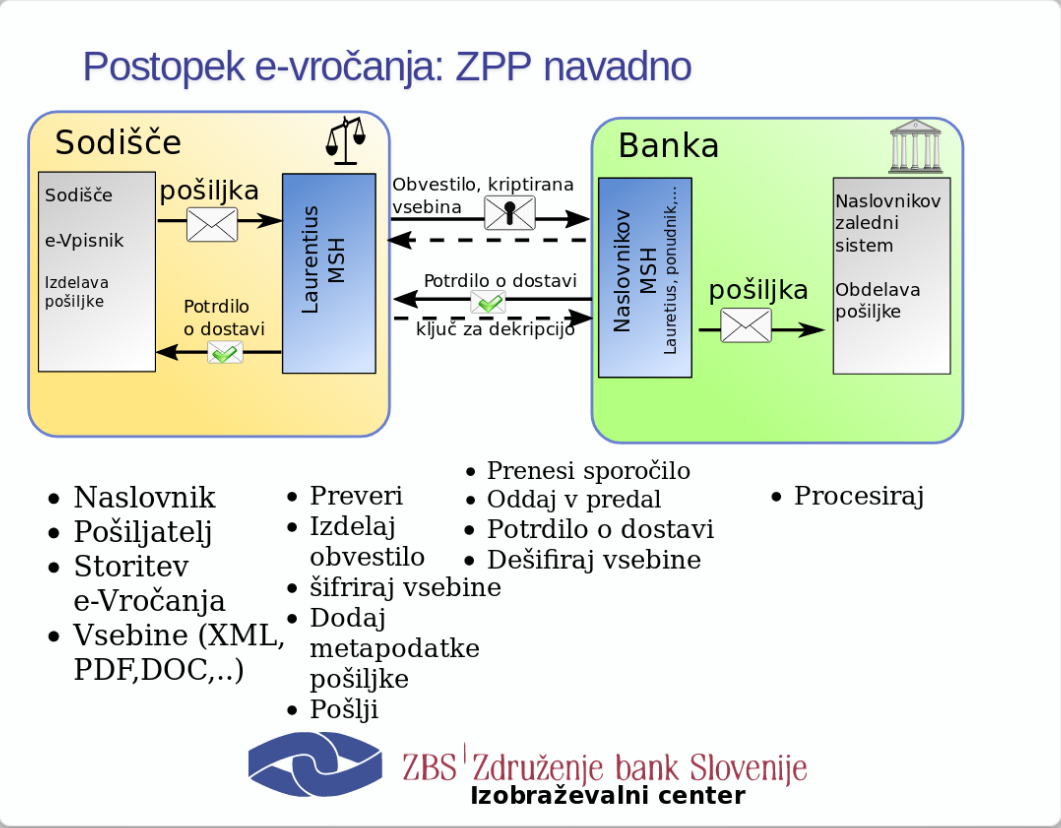 Postopek e-vročanja: ZPP navadno
Sodišče
Sodišče
e-Vpisnik
Izdelava
pošiljke
pošiljka
Potrdilo
o dostavi
Laurentius
MSH
Obvestilo, kriptirana
vsebina
Potrdilo o dostavi
ključ za dekripcijo
Banka
Naslovnikov
MSH
Lauretius, ponudnik,...
pošiljka
Naslovnikov
zaledni
sistem
Obdelava
pošiljke
• Naslovnik
• Pošiljatelj
• Storitev
e-Vročanja
• Vsebine (XML,
PDF,DOC,..)
• Preveri
• Izdelaj
obvestilo
• šifriraj vsebine
• Dodaj
metapodatke
pošiljke
• Pošlji
• Prenesi sporočilo
• Oddaj v predal
• Potrdilo o dostavi
• Dešifiraj vsebine
• Procesiraj
ZBS Združenje bank Slovenije
Izobraževalni center